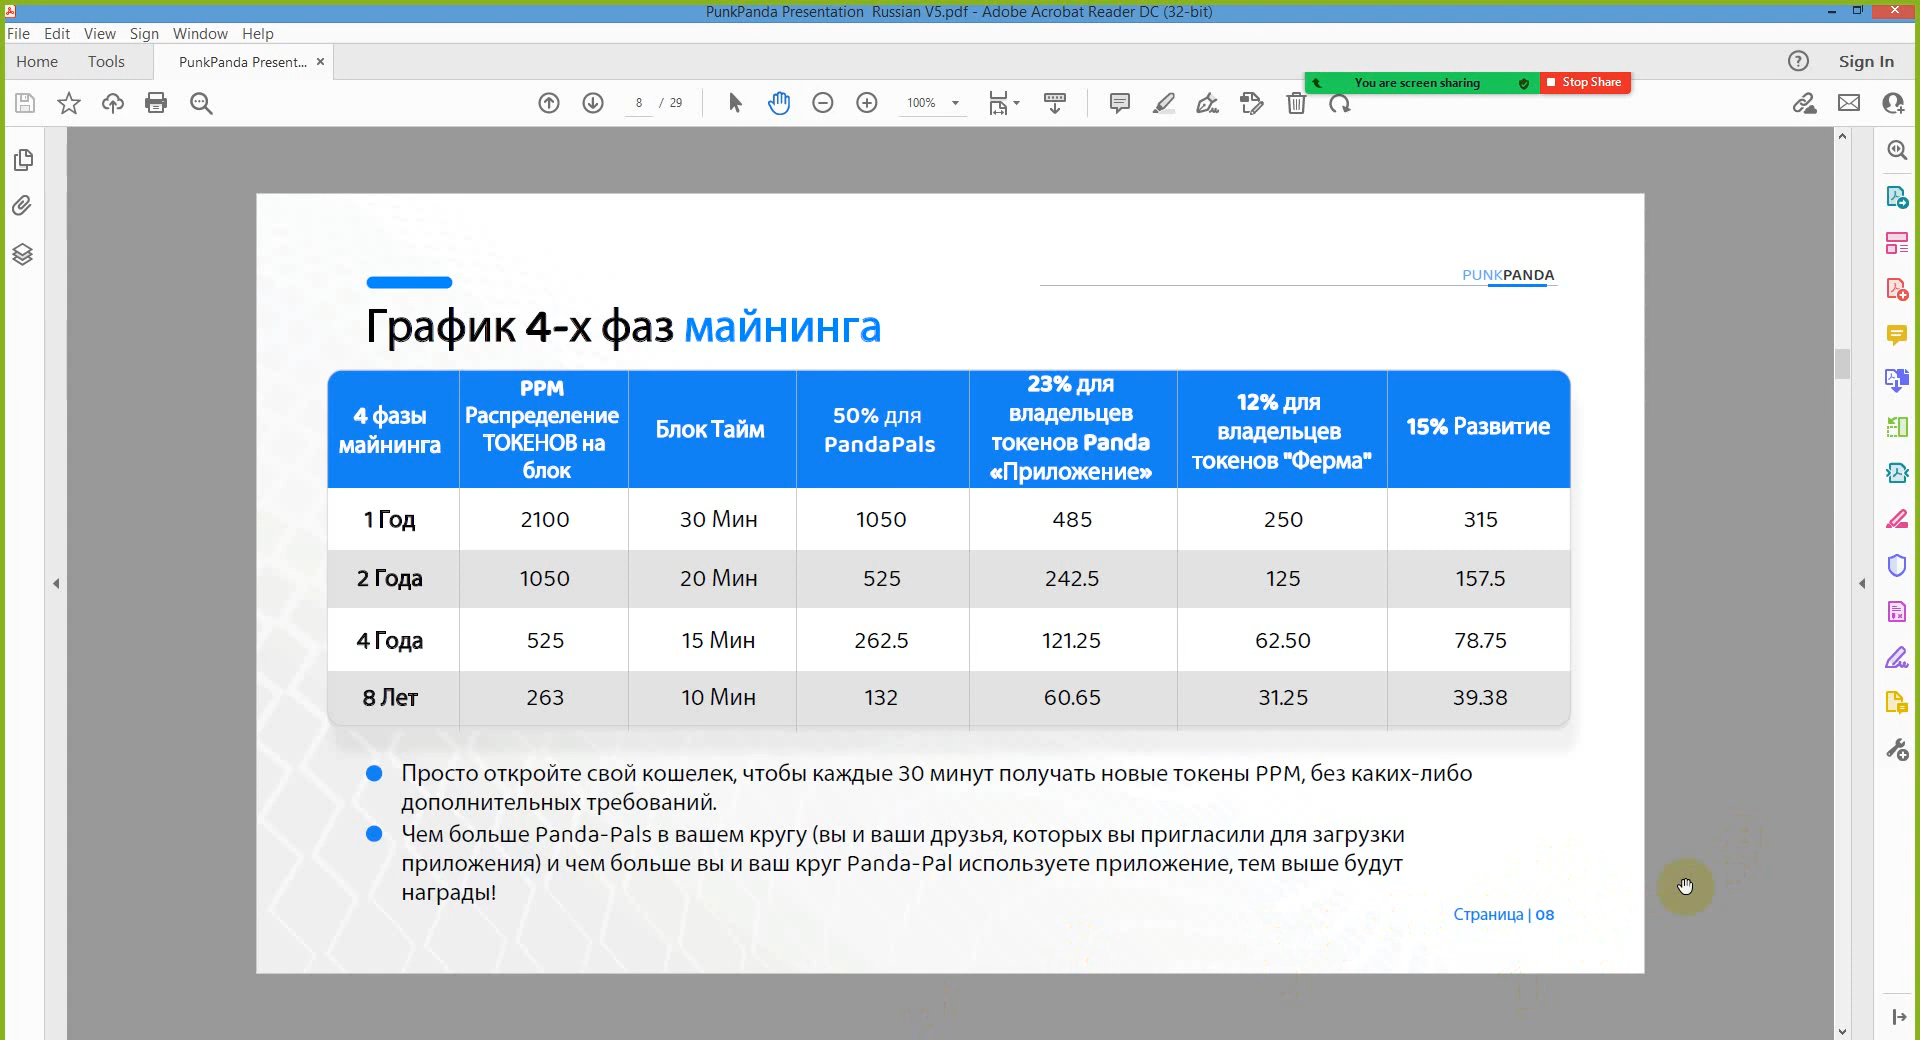 PunkPanda Presentation Russian V5.pdf - Adobe Acrobat Reader DC (32-bit)
File Edit View Sign Window Help
Home Tools PunkPanda Present... × Sign In
You are screen sharing Stop Share
8 / 29 100%
PUNKPANDA
График 4-х фаз майнинга
4 фазы
майнинга
PPM
Распределение
ТОКЕНОВ на
блок
Блок Тайм
50% для
PandaPals
23% для
владельцев
токенов Panda
«Приложение»
12% для
владельцев
токенов "Ферма"
15% Развитие
1 Год 2100 30 Мин 1050 485 250 315
2 Года 1050 20 Мин 525 242.5 125 157.5
4 Года 525 15 Мин 262.5 121.25 62.50 78.75
8 Лет 263 10 Мин 132 60.65 31.25 39.38
Просто откройте свой кошелек, чтобы каждые 30 минут получать новые токены PPM, без каких-либо
дополнительных требований.
Чем больше Panda-Pals в вашем кругу (вы и ваши друзья, которых вы пригласили для загрузки
приложения) и чем больше вы и ваш круг Panda-Pal используете приложение, тем выше будут
награды!
Страница | 08